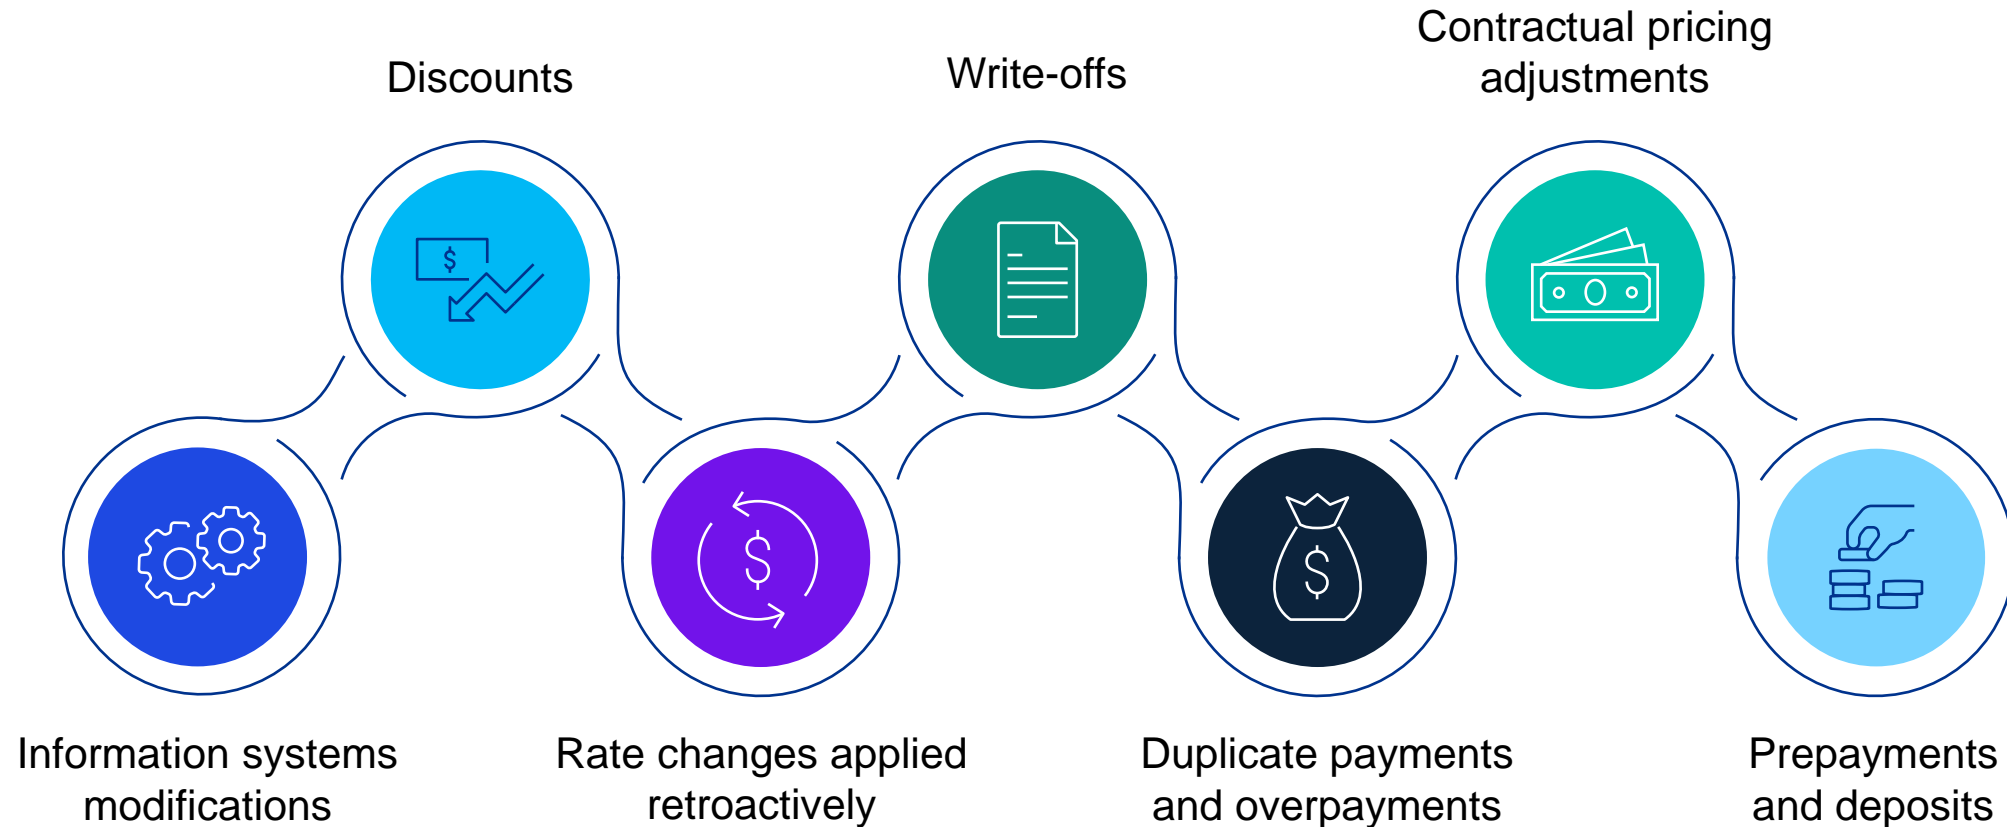 Contractual pricing
adjustments
Discounts
Write-offs
$
$
$
Information systems
modifications
Rate changes applied
retroactively
Duplicate payments
and overpayments
Prepayments
and deposits